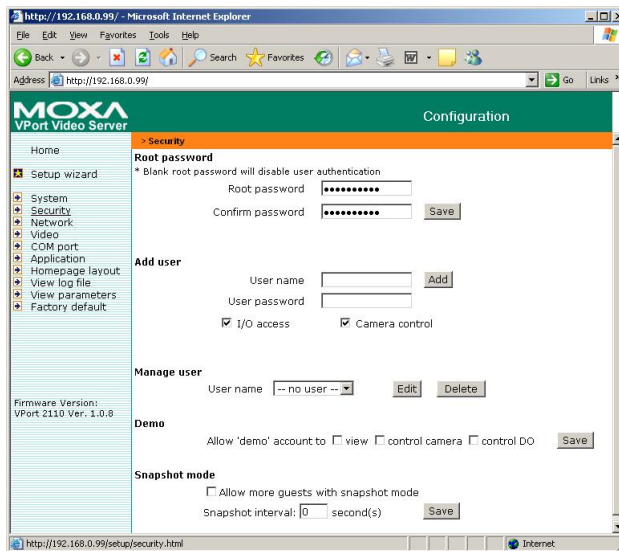 http://192.168.0.99/ - Microsoft Internet Explorer
File Edit View Favorites Tools Help
Back Search Favorites
Address http://192.168.0.99/ Go Links
MOXA
VPort Video Server
Configuration
Home
Setup wizard
System
Security
Network
Video
COM port
Application
Homepage layout
View log file
View parameters
Factory default
Firmware Version:
VPort 2110 Ver. 1.0.8
> Security
Root password
* Blank root password will disable user authentication
Root password ••••••••••
Confirm password •••••••••• Save
Add user
User name Add
User password
I/O access Camera control
Manage user
User name -- no user -- Edit Delete
Demo
Allow 'demo' account to view control camera control DO Save
Snapshot mode
Allow more guests with snapshot mode
Snapshot interval: 0 second(s) Save
http://192.168.0.99/setup/security.html Internet